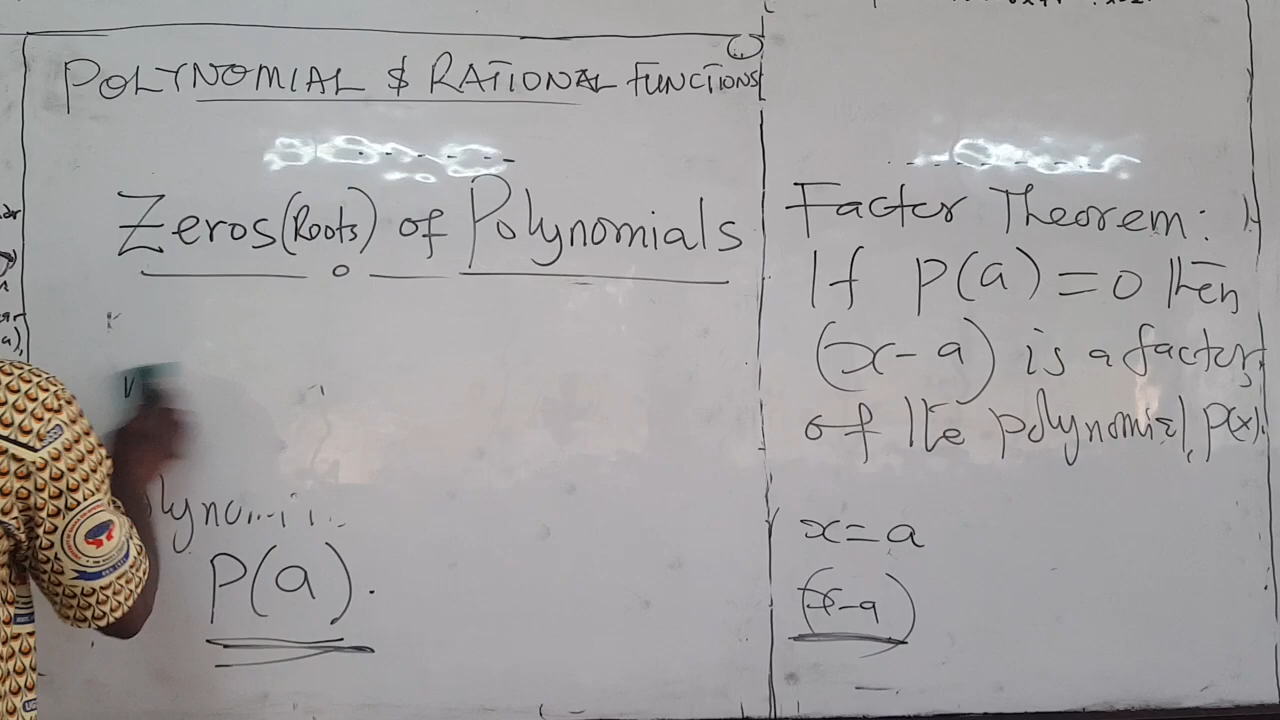 POLYNOMIAL & RATIONAL FUNCTIONS
Zeros (Roots) of Polynomials
lynomi
P(a).
Factor Theorem:
If P(a) = 0 then
(x-a) is a factor
of the polynomial, P(x).
x = a
(x-a)